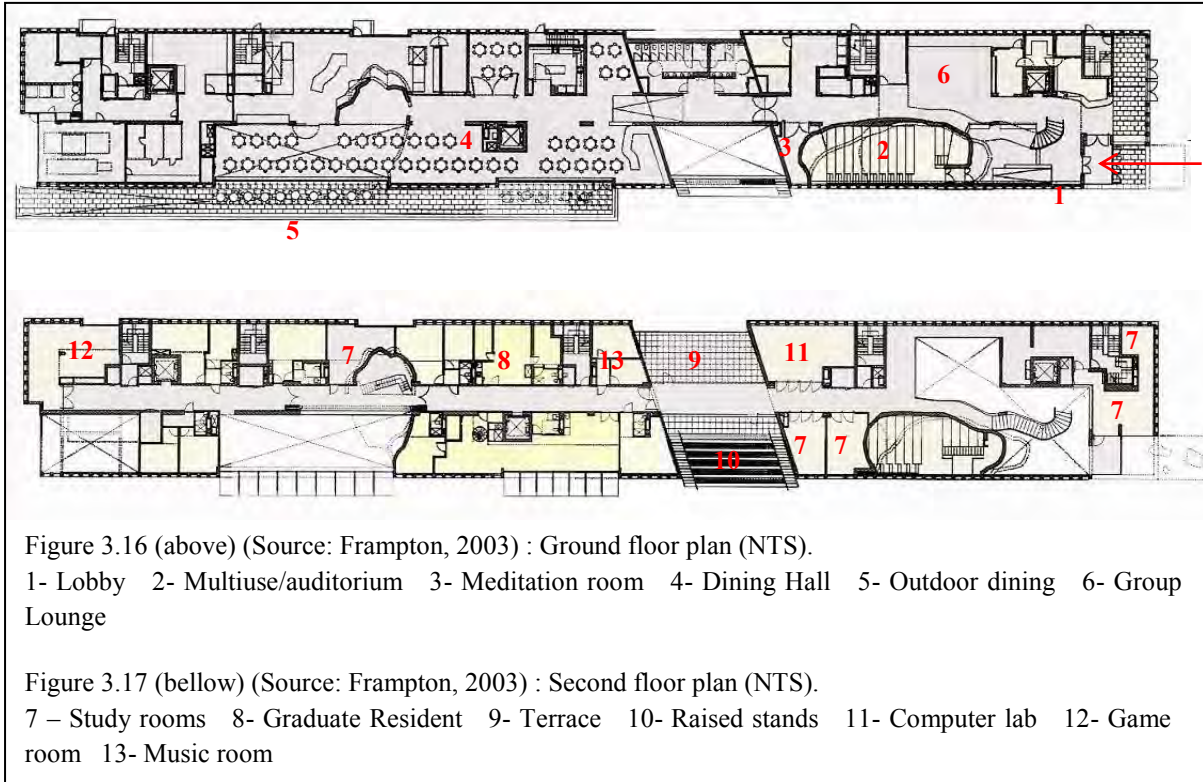 6
4
3
2
1
5
12
7
8
13
9
11
7
7
7
7
10
Figure 3.16 (above) (Source: Frampton, 2003) : Ground floor plan (NTS).
1- Lobby 2- Multiuse/auditorium 3- Meditation room 4- Dining Hall 5- Outdoor dining 6- Group
Lounge
Figure 3.17 (bellow) (Source: Frampton, 2003) : Second floor plan (NTS).
7 – Study rooms 8- Graduate Resident 9- Terrace 10- Raised stands 11- Computer lab 12- Game
room 13- Music room